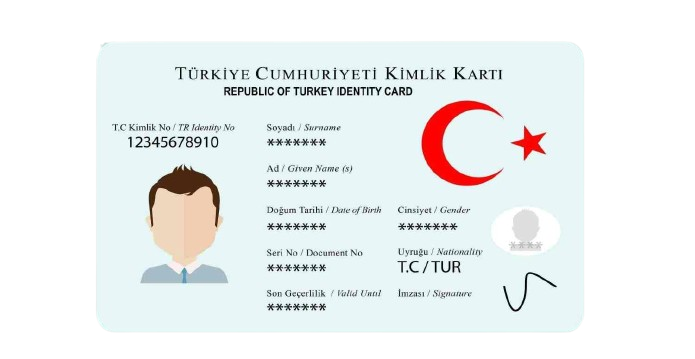 TÜRKİYE CUMHURİYETİ KİMLİK KARTI
REPUBLIC OF TURKEY IDENTITY CARD
T.C Kimlik No / TR Identity No
12345678910
Soyadı / Surname
*******
Ad / Given Name (s)
*******
Doğum Tarihi / Date of Birth
*******
Cinsiyet / Gender
*******
Seri No / Document No
*******
Uyruğu / Nationality
T.C / TUR
Son Geçerlilik / Valid Until
*******
İmzası / Signature
****